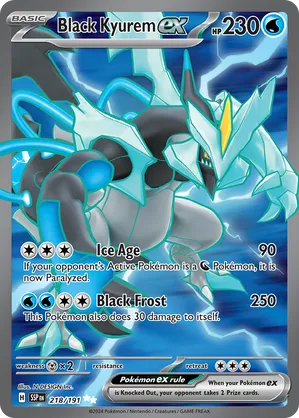 BASIC
Black Kyurem ex HP 230
Ice Age 90
If your opponent's Active Pokémon is a Pokémon, it is
now Paralyzed.
Black Frost 250
This Pokémon also does 30 damage to itself.
weakness ×2 resistance retreat
Pokémon ex rule
When your Pokémon ex
is Knocked Out, your opponent takes 2 Prize cards.
Illus. N-DESIGN Inc.
H SSP EN 218/191
©2024 Pokémon / Nintendo / Creatures / GAME FREAK